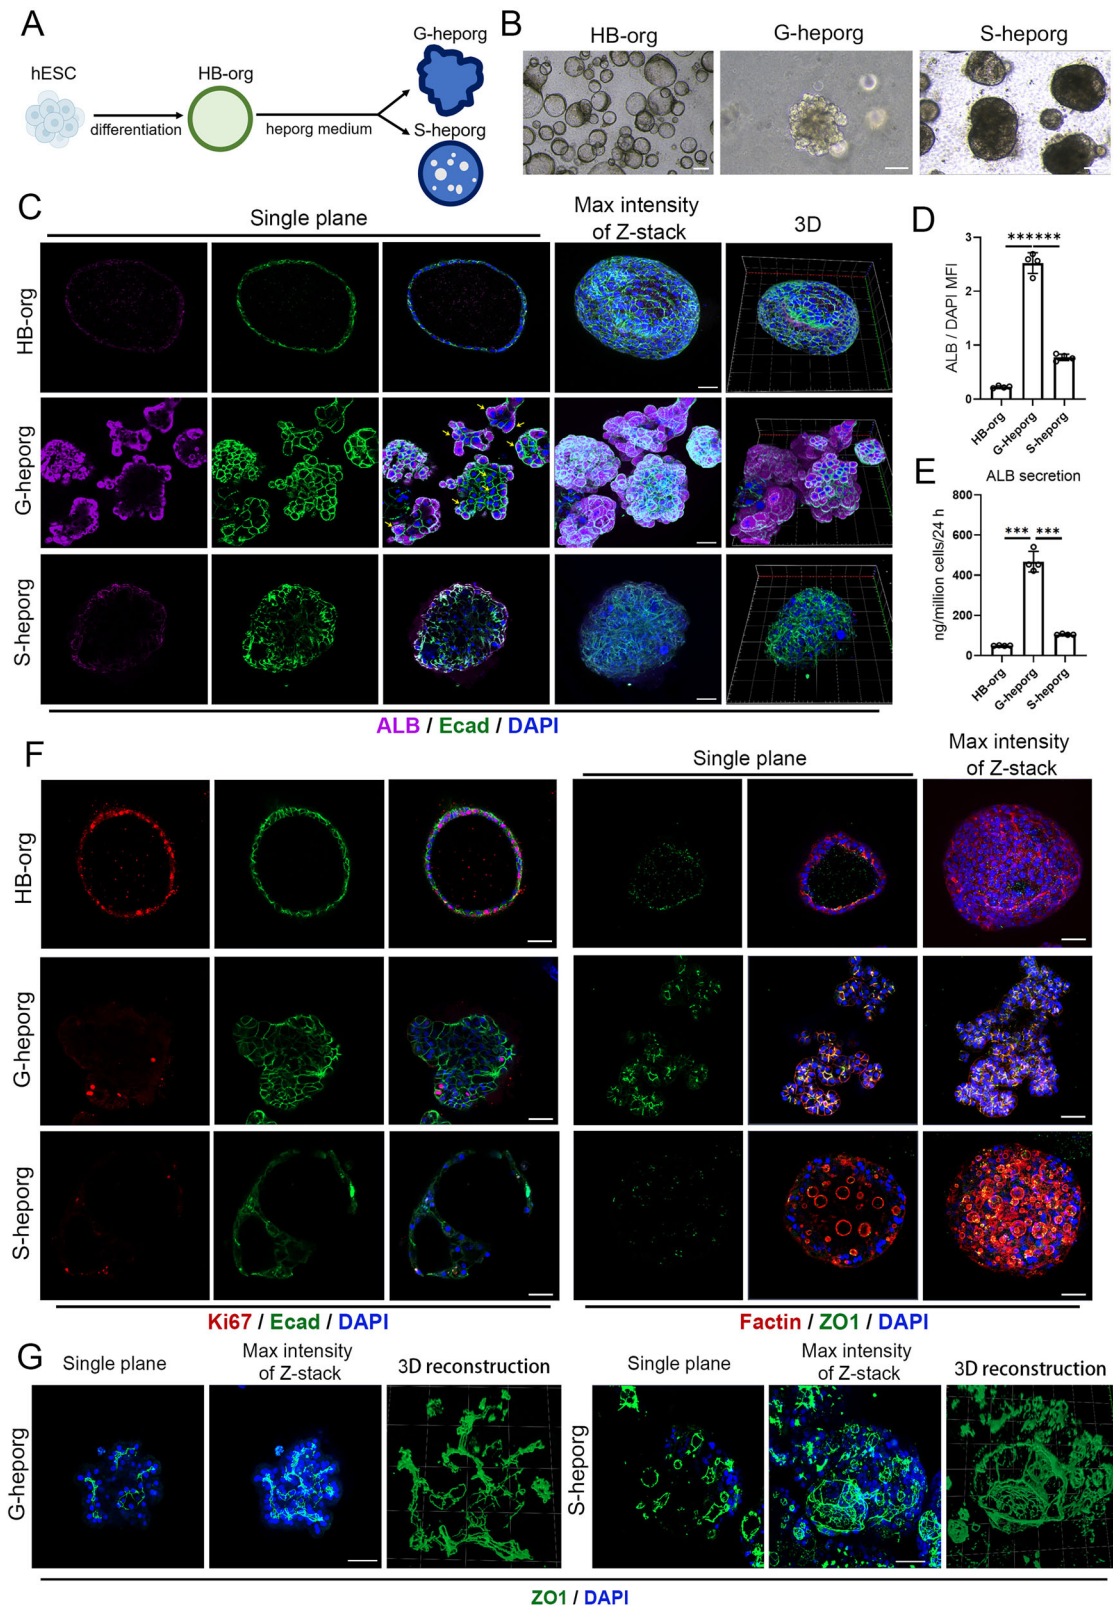 A
hESC
differentiation
HB-org
heporg medium
G-heporg
S-heporg
B
HB-org
G-heporg
S-heporg
C
Single plane
Max intensity
of Z-stack
3D
HB-org
G-heporg
S-heporg
ALB / Ecad / DAPI
D
ALB / DAPI MFI
3
2
1
0
******
HB-org
G-Heporg
S-heporg
E
ALB secretion
ng/million cells/24 h
800
600
400
200
0
*** ***
HB-org
G-heporg
S-heporg
F
Single plane
Max intensity
of Z-stack
HB-org
G-heporg
S-heporg
Ki67 / Ecad / DAPI
Factin / ZO1 / DAPI
G
Single plane
Max intensity
of Z-stack
3D reconstruction
Single plane
Max intensity
of Z-stack
3D reconstruction
G-heporg
S-heporg
ZO1 / DAPI